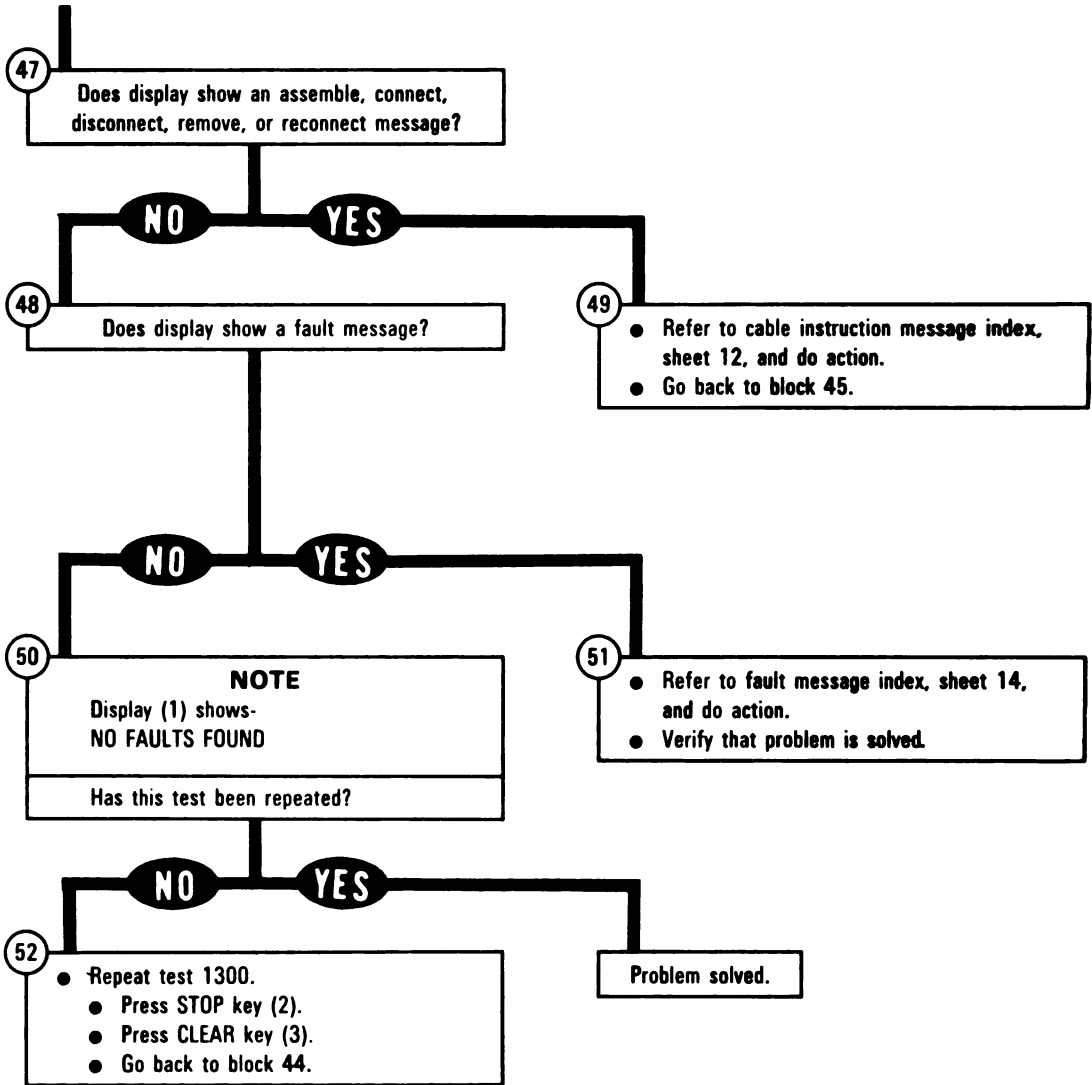 47
Does display show an assemble, connect,
disconnect, remove, or reconnect message?
NO
YES
48
Does display show a fault message?
49
● Refer to cable instruction message index,
sheet 12, and do action.
● Go back to block 45.
NO
YES
50
NOTE
Display (1) shows-
NO FAULTS FOUND
Has this test been repeated?
51
● Refer to fault message index, sheet 14,
and do action.
● Verify that problem is solved.
NO
YES
52
● Repeat test 1300.
● Press STOP key (2).
● Press CLEAR key (3).
● Go back to block 44.
Problem solved.